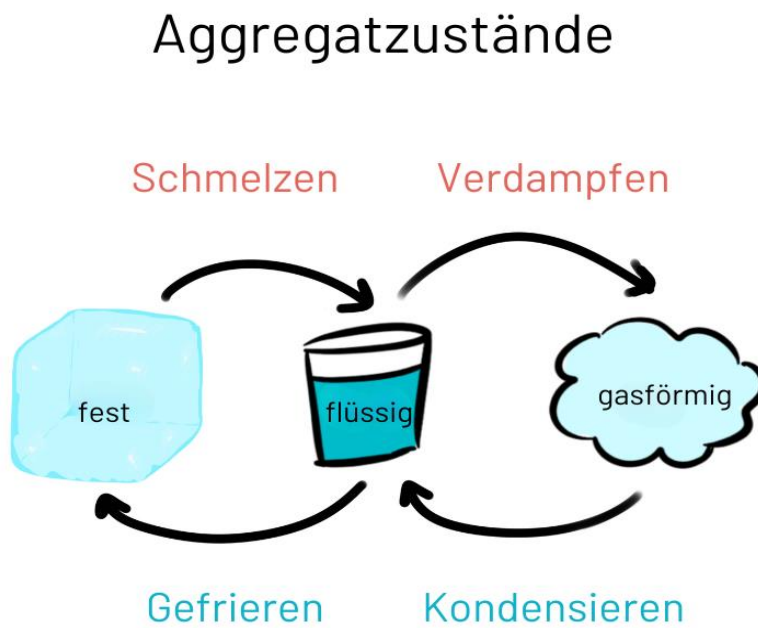 Aggregatzustände
Schmelzen Verdampfen
fest flüssig gasförmig
Gefrieren Kondensieren